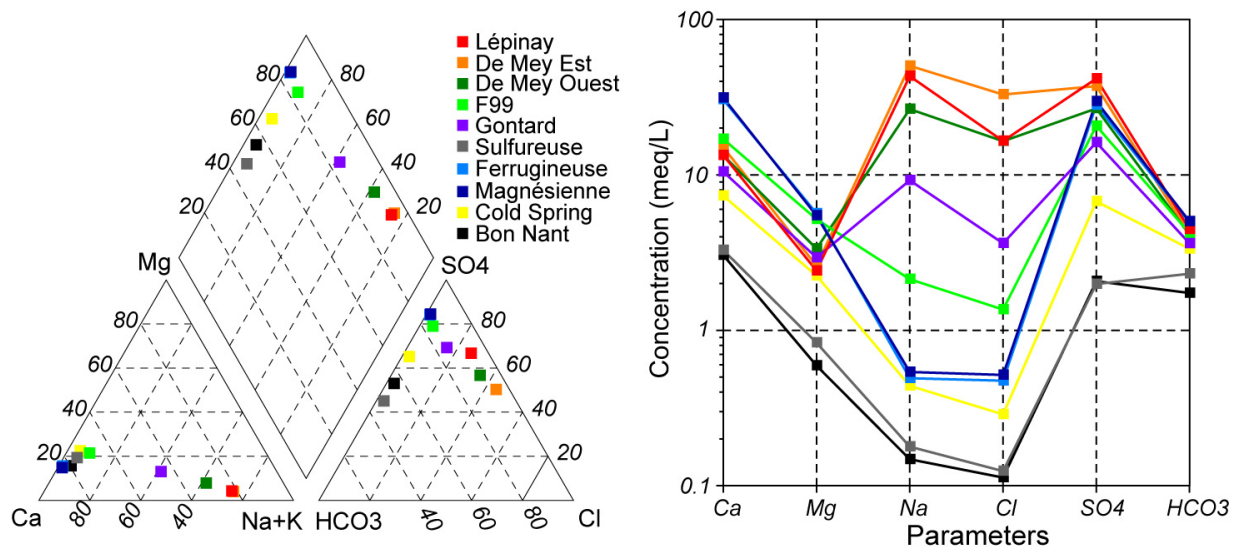 Lépinay
De Mey Est
De Mey Ouest
F99
Gontard
Sulfureuse
Ferrugineuse
Magnésienne
Cold Spring
Bon Nant
80 80
60 60
40 40
20 20
Mg SO4
80 80
60 60
40 40
20 20
Ca 80 60 40 Na+K HCO3 40 60 80 Cl
Concentration (meq/L)
100
10
1
0.1
Ca Mg Na Cl SO4 HCO3
Parameters